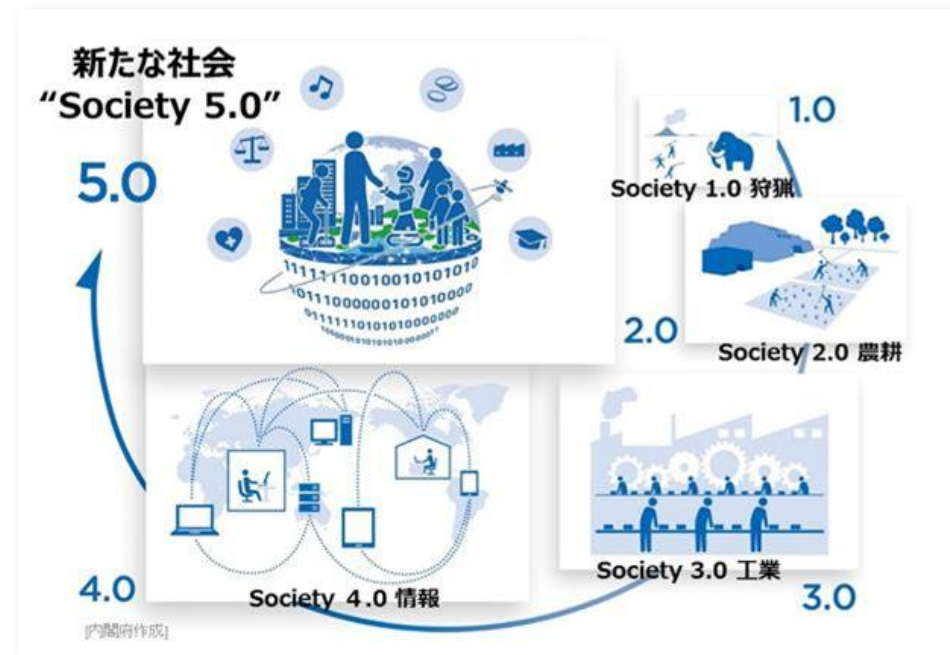 新たな社会
“Society 5.0”
5.0
1.0
Society 1.0 狩猟
2.0
Society 2.0 農耕
11111110010010101010
1011100000010101000
Society 3.0 工業
3.0
4.0
Society 4.0 情報
[内閣府作成]